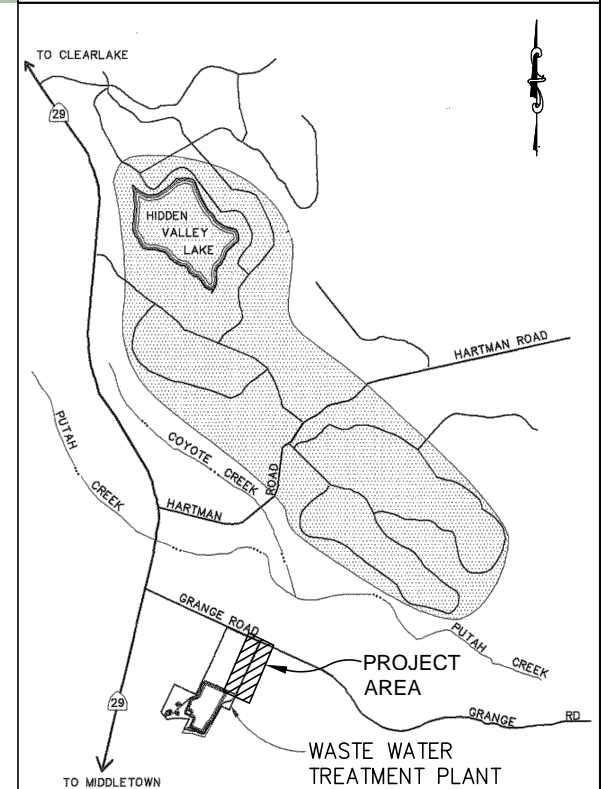 TO CLEARLAKE
29
HIDDEN
VALLEY
LAKE
HARTMAN ROAD
PUTAH
CREEK
COYOTE
CREEK
HARTMAN
ROAD
GRANGE ROAD
PUTAH
CREEK
PROJECT
AREA
GRANGE RD
29
WASTE WATER
TREATMENT PLANT
TO MIDDLETOWN